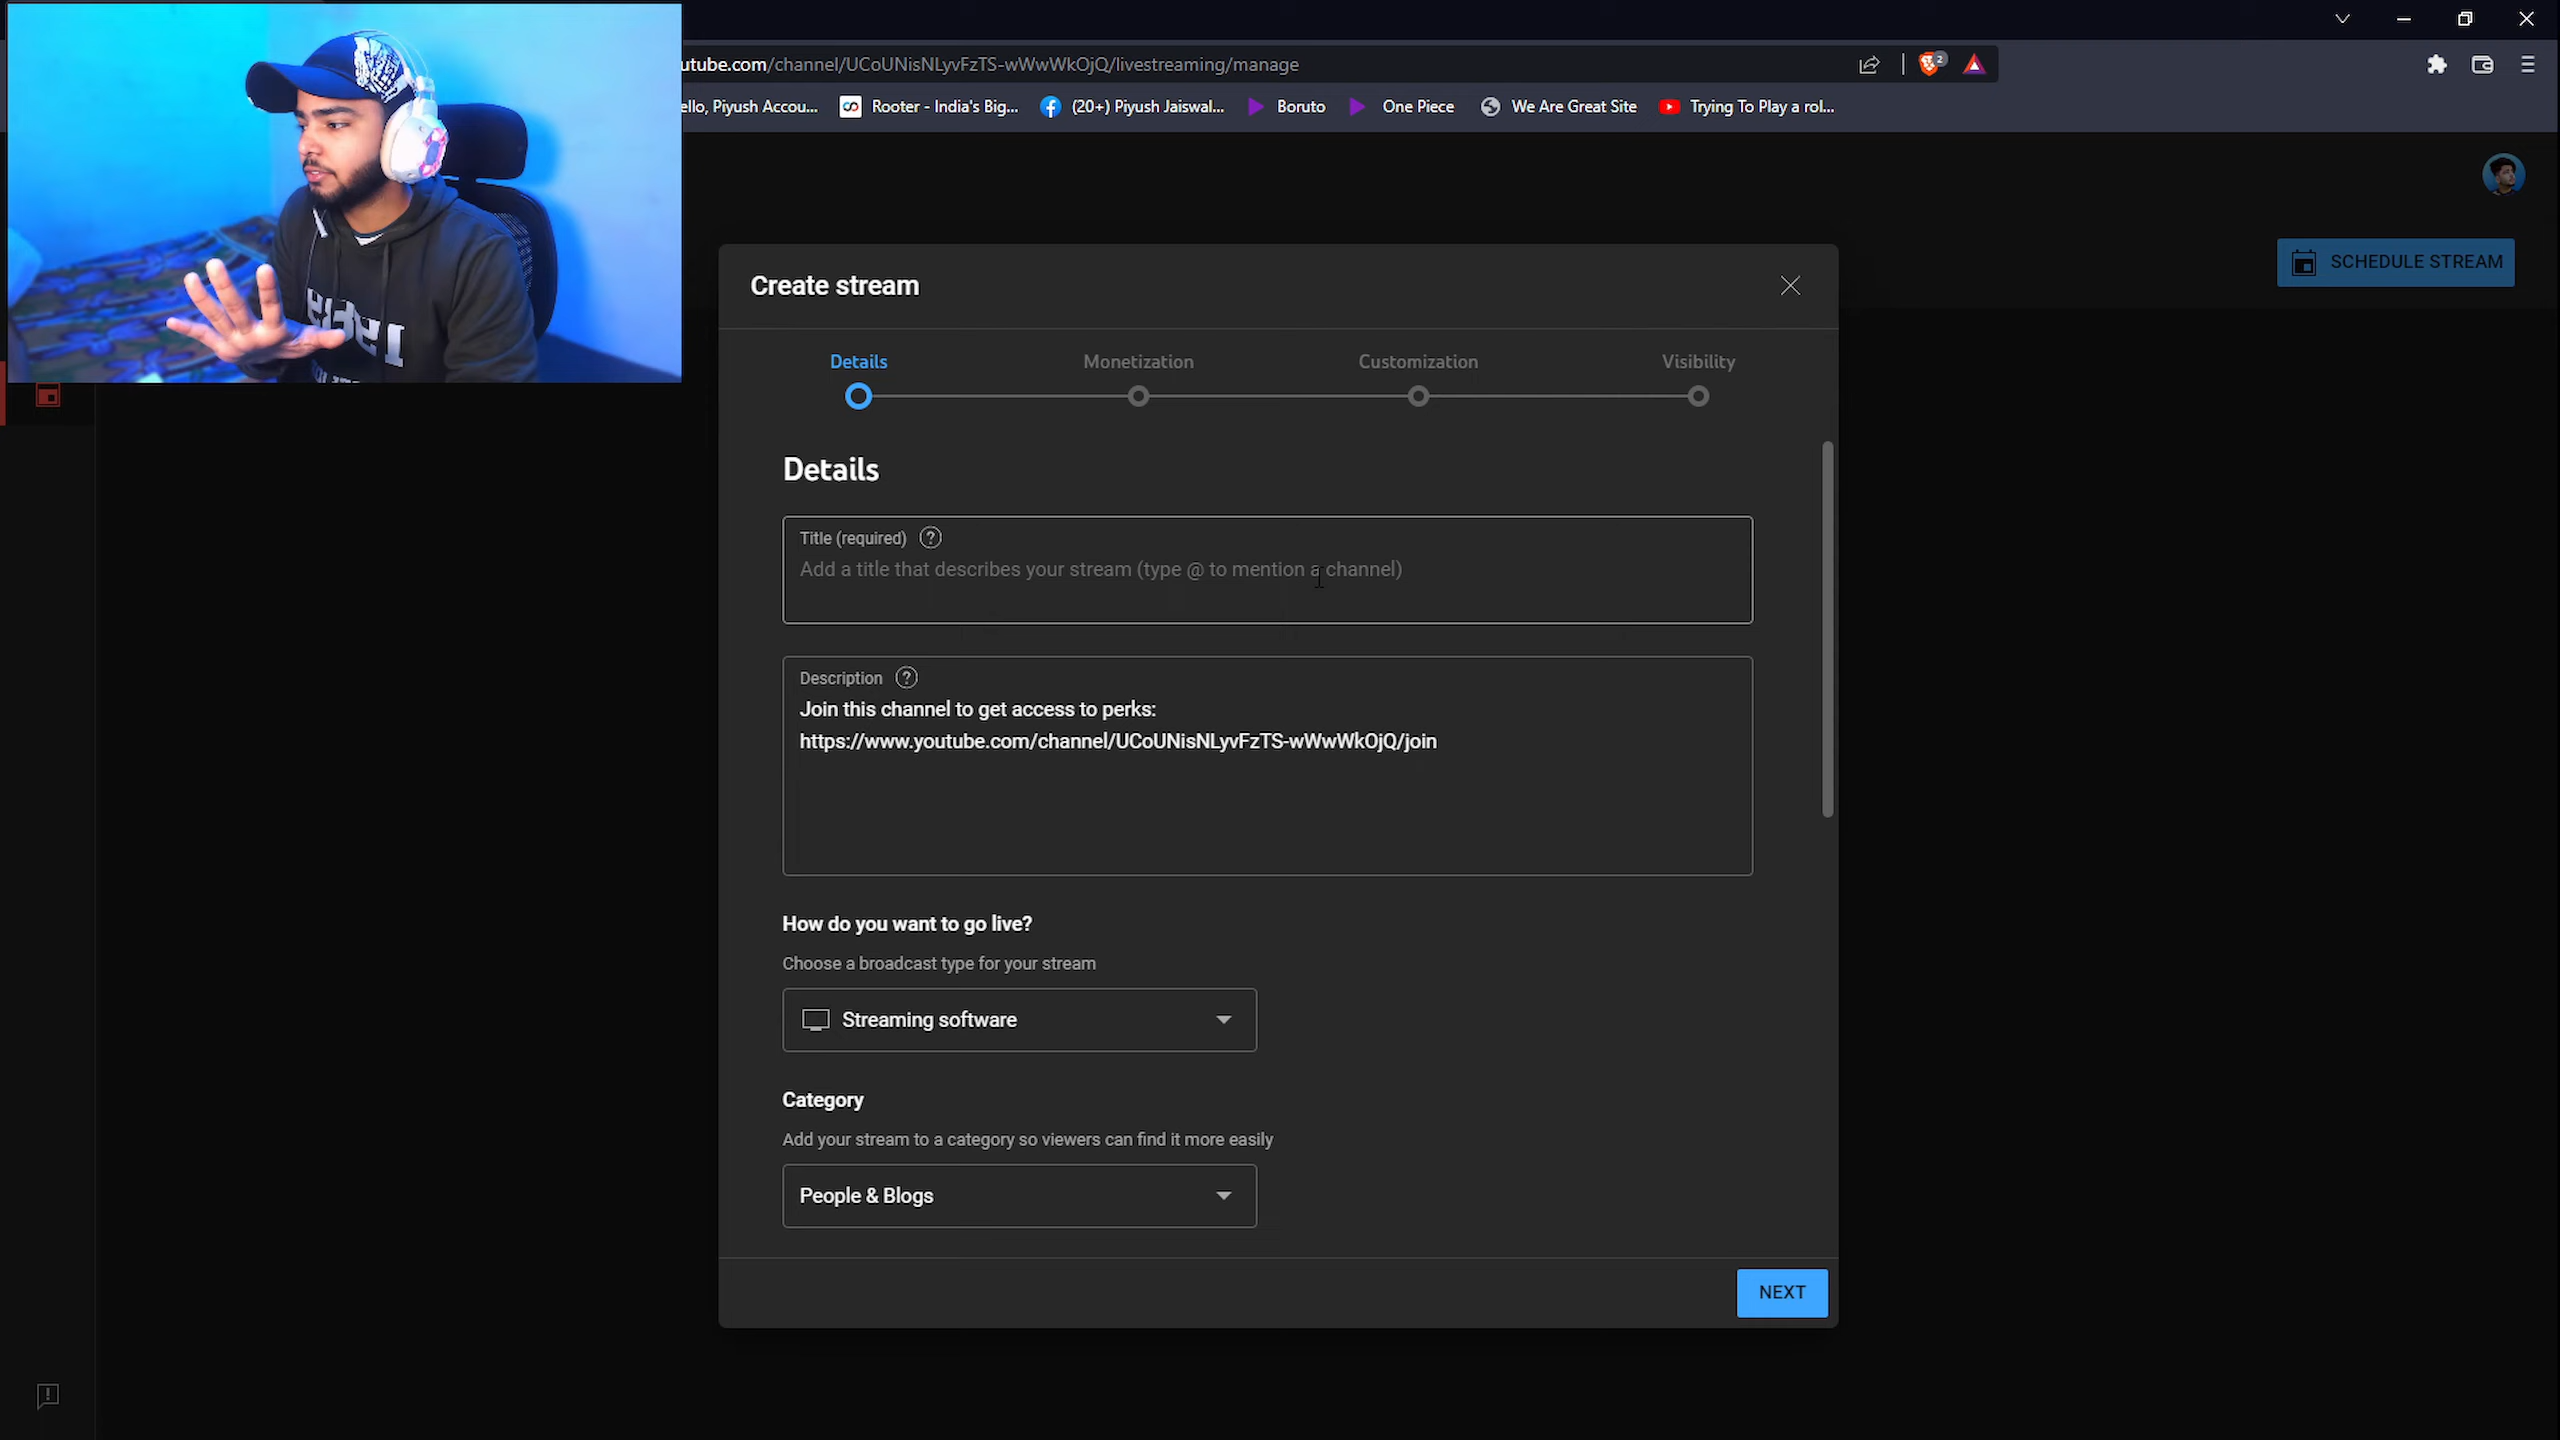 utube.com/channel/UCoUNisNLyvFzTS-wWwWkOjQ/livestreaming/manage
2
ello, Piyush Accou...
Rooter - India's Big...
(20+) Piyush Jaiswal...
Boruto
One Piece
We Are Great Site
Trying To Play a rol...
SCHEDULE STREAM
Create stream
Details
Monetization
Customization
Visibility
Details
Title (required)
Add a title that describes your stream (type @ to mention a channel)
Description
Join this channel to get access to perks:
https://www.youtube.com/channel/UCoUNisNLyvFzTS-wWwWkOjQ/join
How do you want to go live?
Choose a broadcast type for your stream
Streaming software
Category
Add your stream to a category so viewers can find it more easily
People & Blogs
NEXT